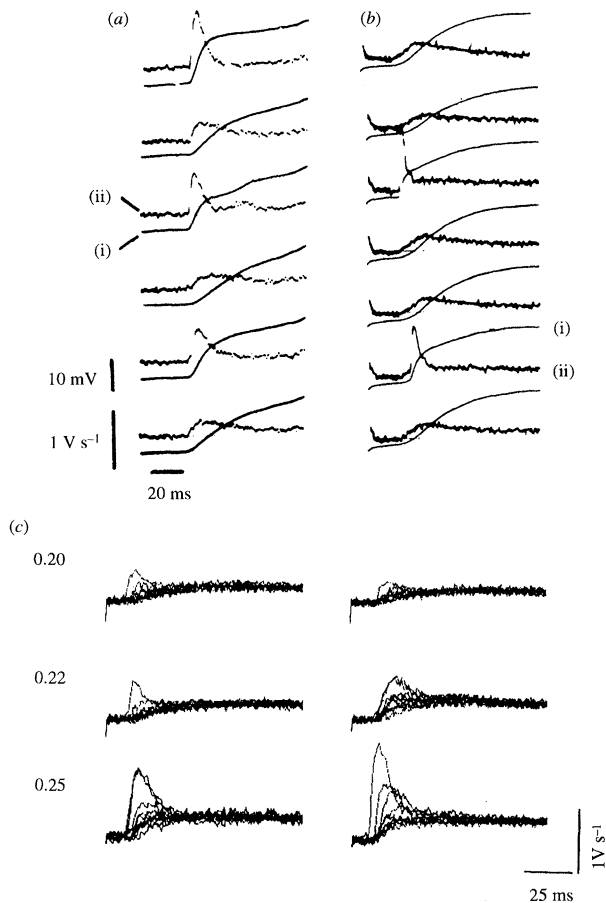 (a)
(b)
(ii)
(i)
(i)
(ii)
10 mV
1 V s⁻¹
20 ms
(c)
0.20
0.22
0.25
1V s⁻¹
25 ms